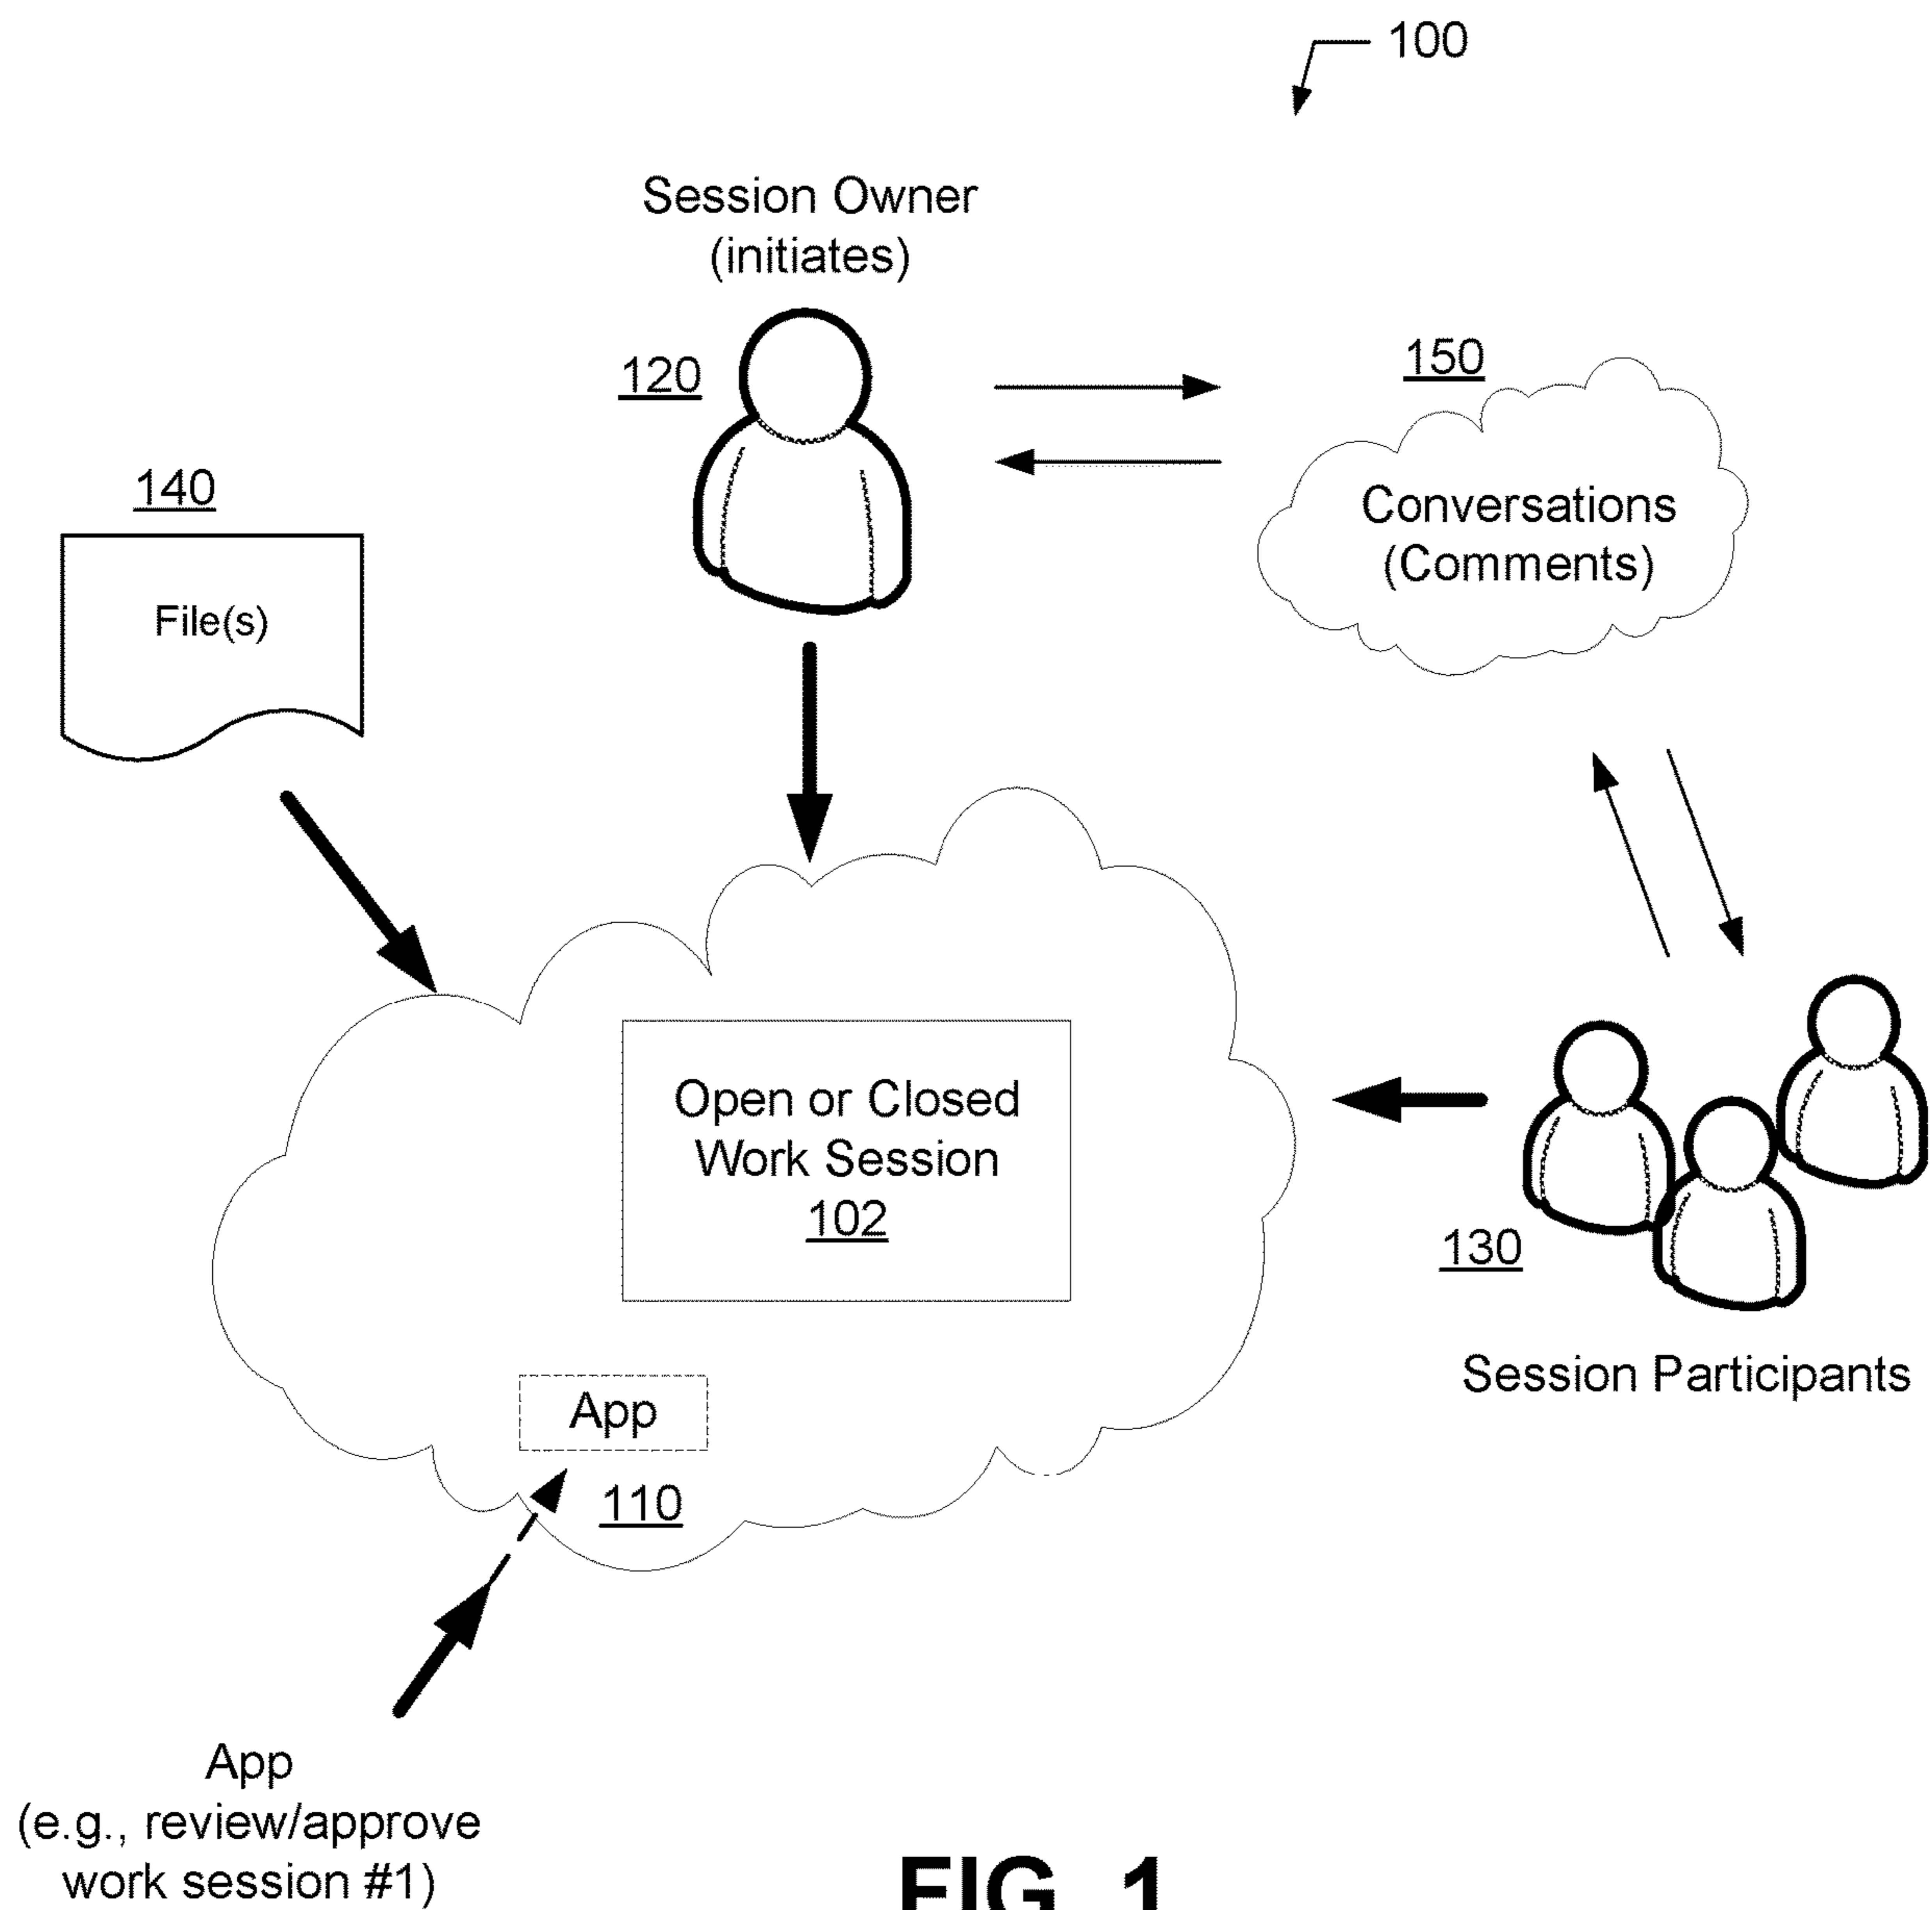 100
Session Owner
(initiates)
120
150
Conversations
(Comments)
140
File(s)
Open or Closed
Work Session
102
130
Session Participants
App
110
App
(e.g., review/approve
work session #1)
FIG. 1